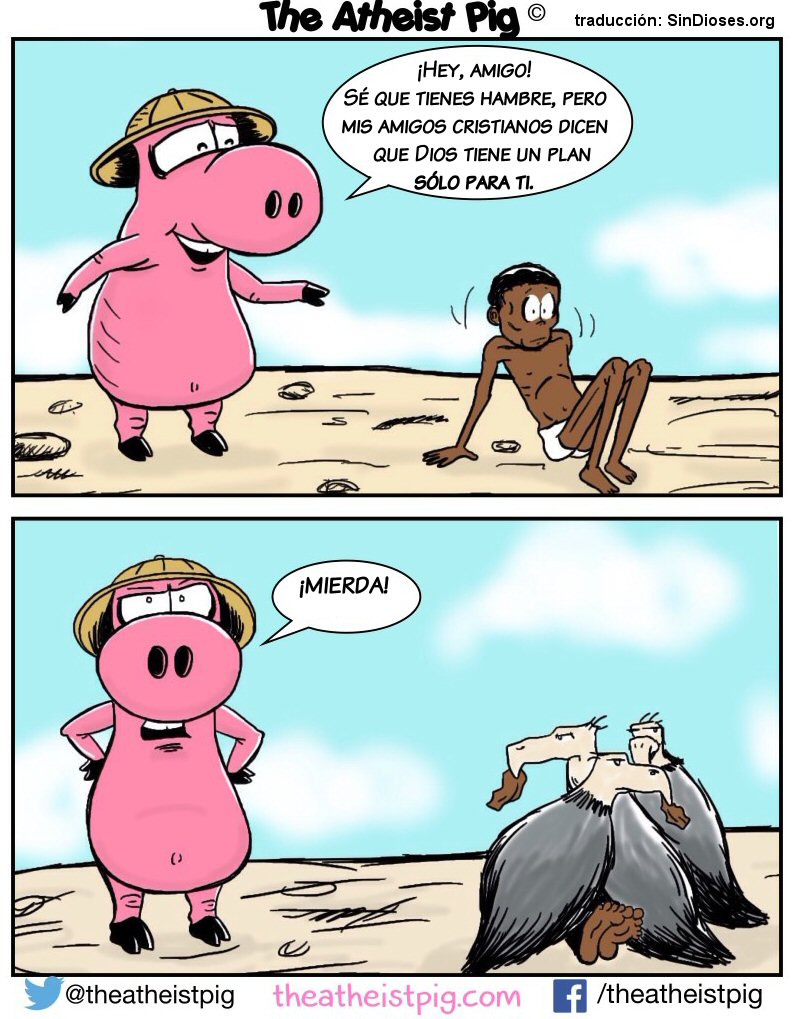 The Atheist Pig ©
traducción: SinDioses.org
¡HEY, AMIGO!
SÉ QUE TIENES HAMBRE, PERO
MIS AMIGOS CRISTIANOS DICEN
QUE DIOS TIENE UN PLAN
SÓLO PARA TI.
¡MIERDA!
@theatheistpig
theatheistpig.com
/theatheistpig